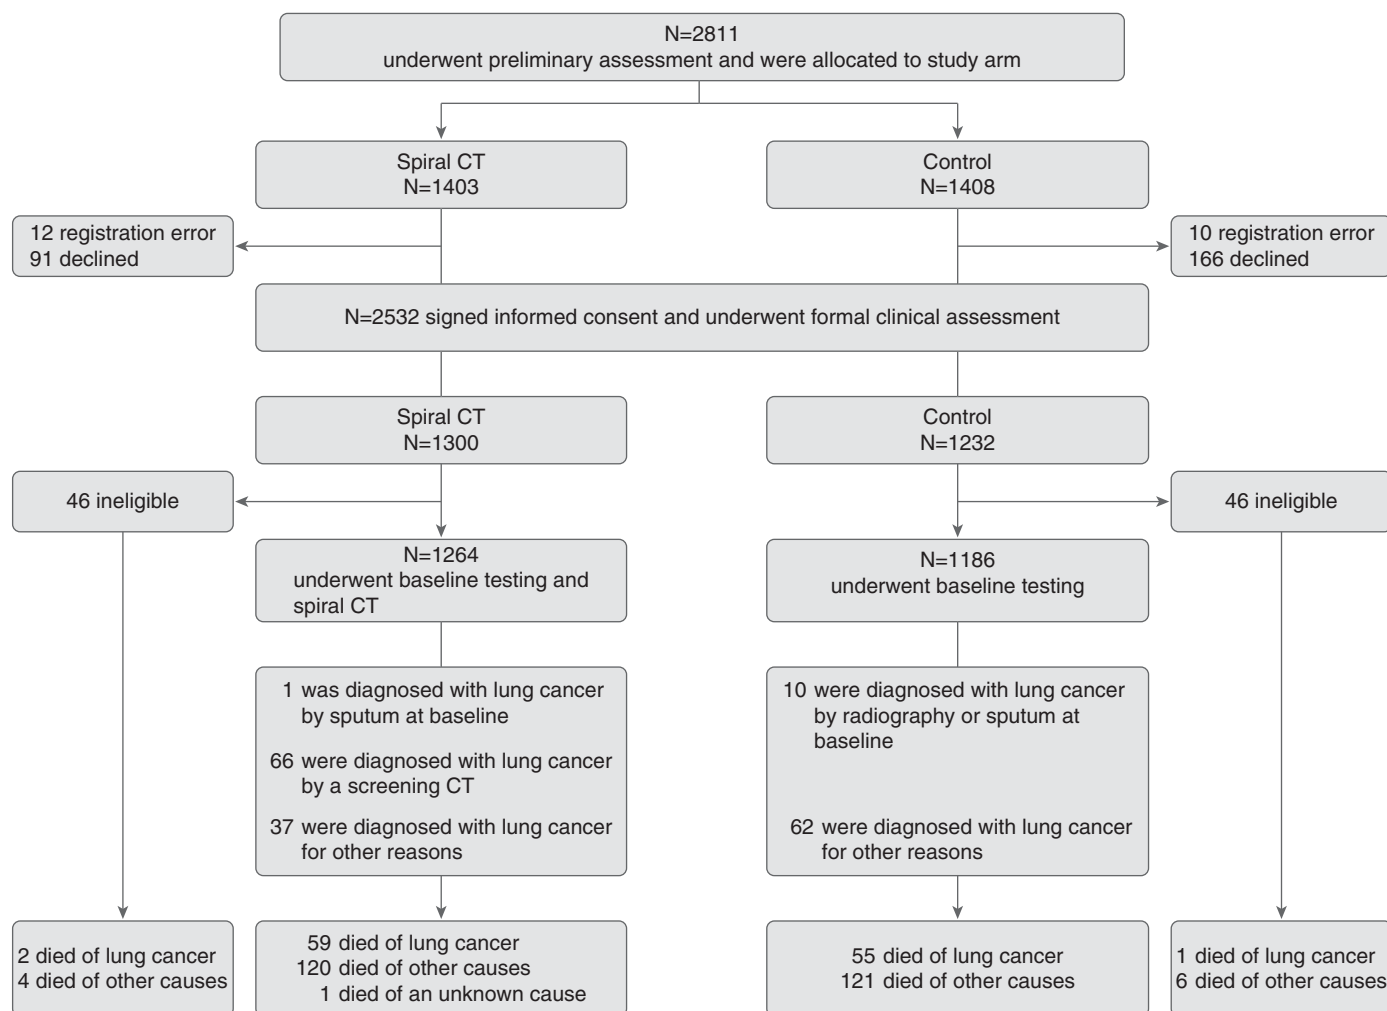 N=2811
underwent preliminary assessment and were allocated to study arm
Spiral CT
N=1403
Control
N=1408
12 registration error
91 declined
10 registration error
166 declined
N=2532 signed informed consent and underwent formal clinical assessment
Spiral CT
N=1300
Control
N=1232
46 ineligible
46 ineligible
N=1264
underwent baseline testing and
spiral CT
N=1186
underwent baseline testing
1 was diagnosed with lung cancer
by sputum at baseline
66 were diagnosed with lung cancer
by a screening CT
37 were diagnosed with lung cancer
for other reasons
10 were diagnosed with lung cancer
by radiography or sputum at
baseline
62 were diagnosed with lung cancer
for other reasons
2 died of lung cancer
4 died of other causes
59 died of lung cancer
120 died of other causes
1 died of an unknown cause
55 died of lung cancer
121 died of other causes
1 died of lung cancer
6 died of other causes